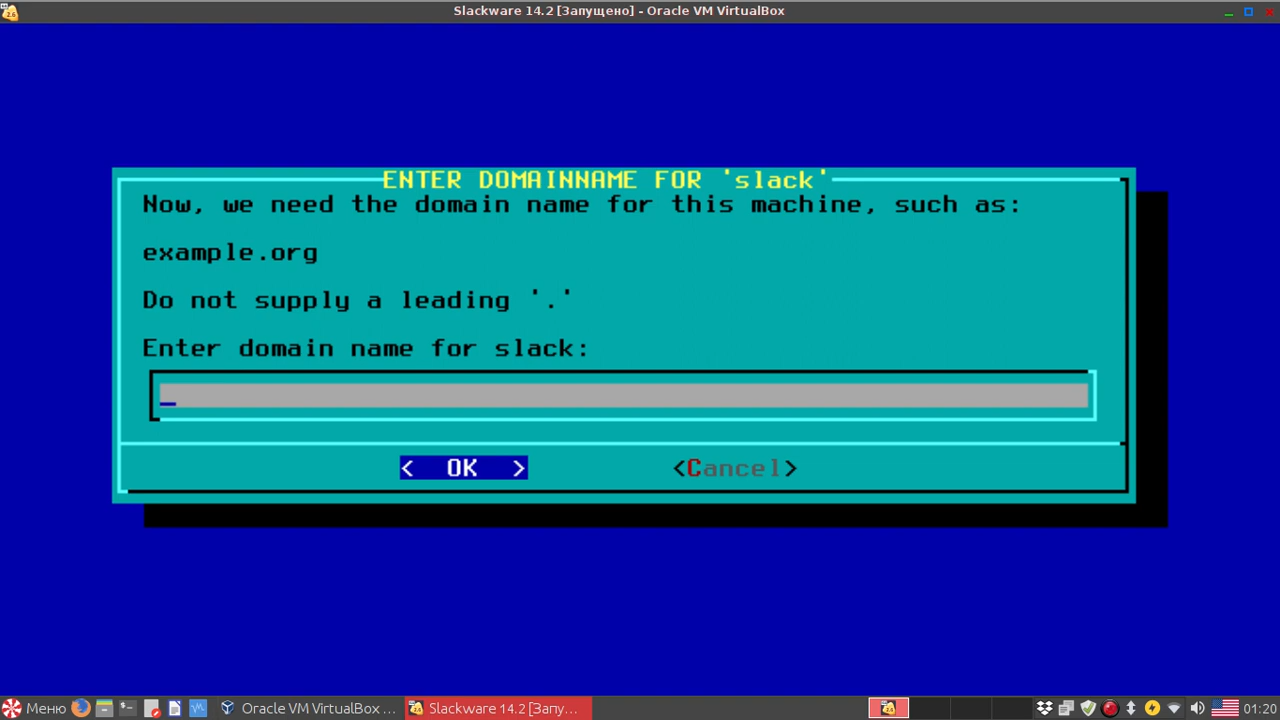 Slackware 14.2 [Запущено] - Oracle VM VirtualBox
ENTER DOMAINNAME FOR 'slack'
Now, we need the domain name for this machine, such as:
example.org
Do not supply a leading '.'
Enter domain name for slack:
< OK > <Cancel>
Меню Oracle VM VirtualBox ... Slackware 14.2 [Запу... 01:20